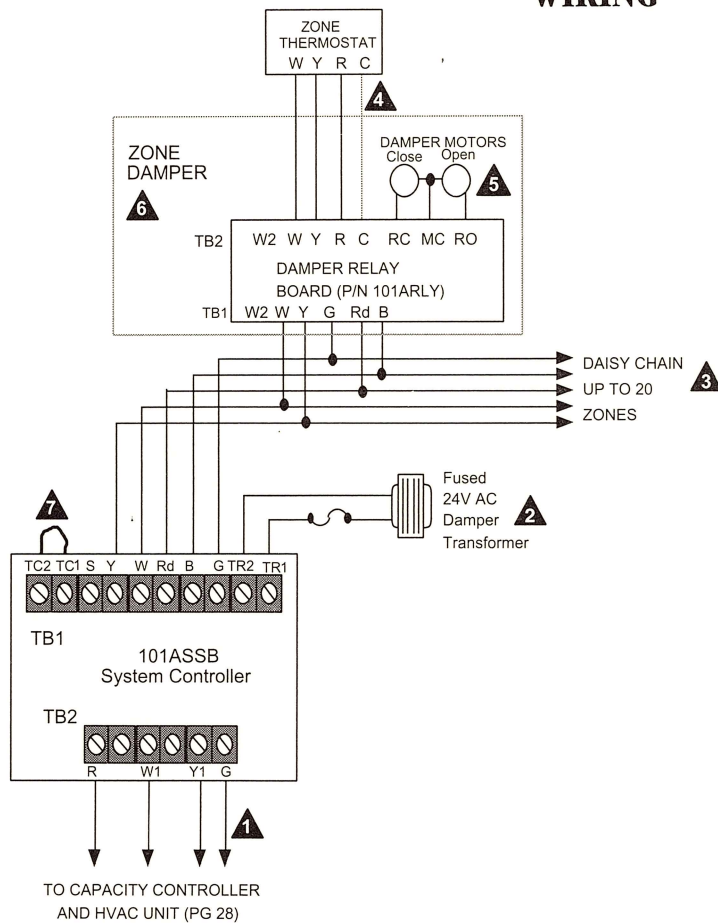 WIRING
ZONE
THERMOSTAT
W Y R C
4
ZONE
DAMPER
6
DAMPER MOTORS
Close Open
5
TB2 W2 W Y R C RC MC RO
DAMPER RELAY
BOARD (P/N 101ARLY)
TB1 W2 W Y G Rd B
DAISY CHAIN
UP TO 20
ZONES
3
Fused
24V AC
Damper
Transformer
2
7
TC2 TC1 S Y W Rd B G TR2 TR1
TB1
101ASSB
System Controller
TB2
R W1 Y1 G
1
TO CAPACITY CONTROLLER
AND HVAC UNIT (PG 28)